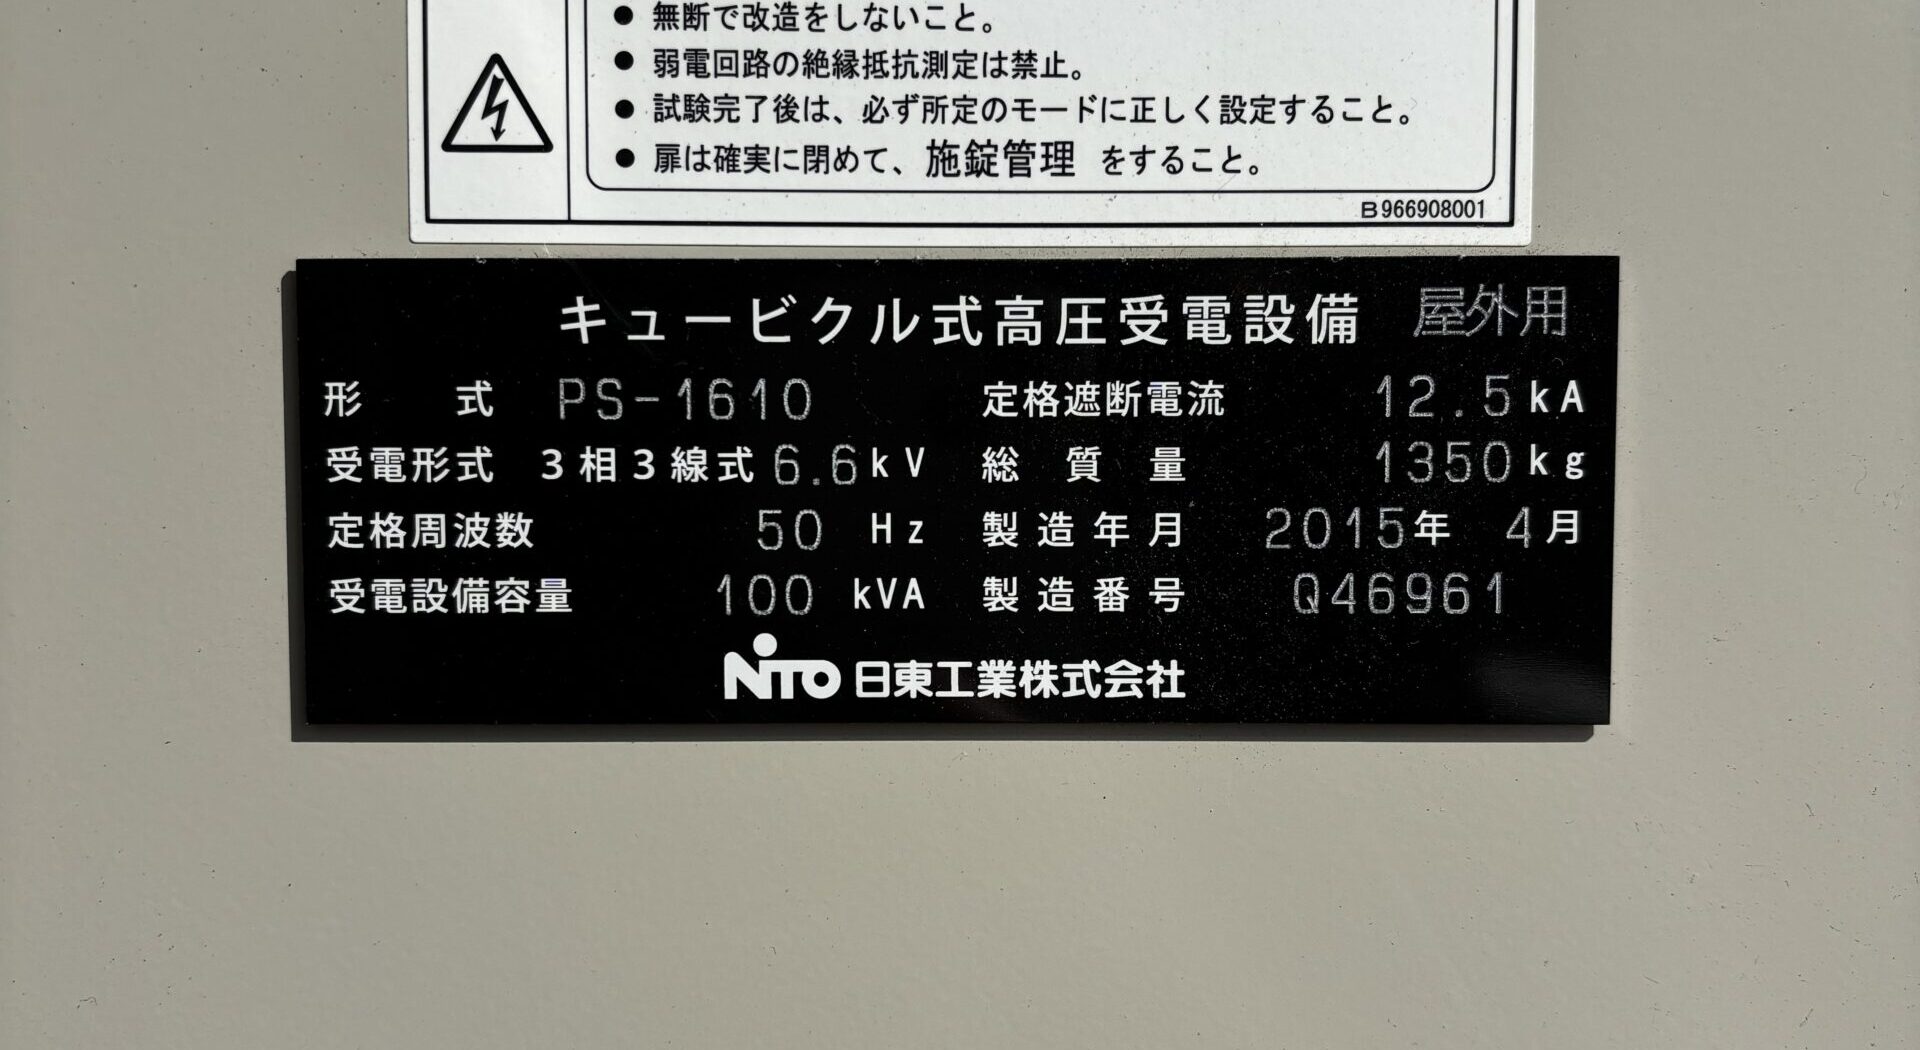 ● 無断で改造をしないこと。
● 弱電回路の絶縁抵抗測定は禁止。
● 試験完了後は、必ず所定のモードに正しく設定すること。
● 扉は確実に閉めて、施錠管理 をすること。
B966908001
キュービクル式高圧受電設備 屋外用
形式 PS-1610 定格遮断電流 12.5kA
受電形式 3相3線式 6.6kV 総質量 1350kg
定格周波数 50 Hz 製造年月 2015年 4月
受電設備容量 100 kVA 製造番号 Q46961
NITO 日東工業株式会社